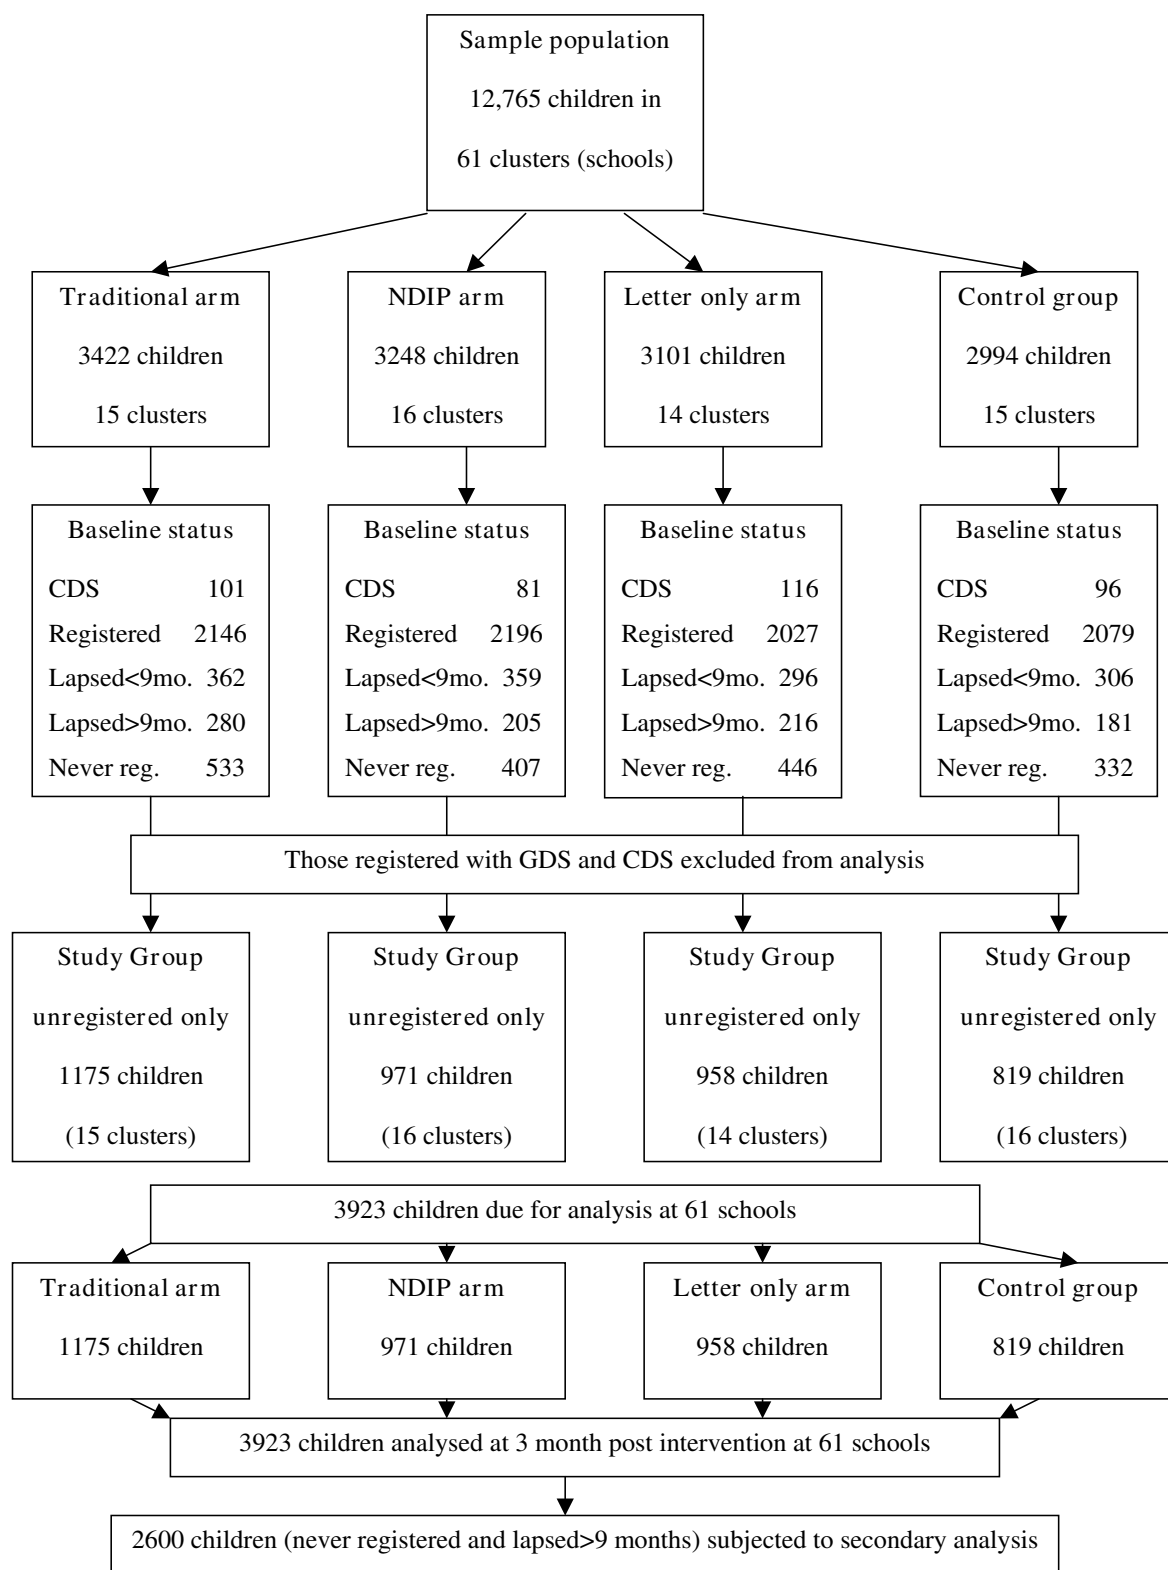 Sample population
12,765 children in
61 clusters (schools)
Traditional arm
3422 children
15 clusters
NDIP arm
3248 children
16 clusters
Letter only arm
3101 children
14 clusters
Control group
2994 children
15 clusters
Baseline status
CDS 101
Registered 2146
Lapsed<9mo. 362
Lapsed>9mo. 280
Never reg. 533
Baseline status
CDS 81
Registered 2196
Lapsed<9mo. 359
Lapsed>9mo. 205
Never reg. 407
Baseline status
CDS 116
Registered 2027
Lapsed<9mo. 296
Lapsed>9mo. 216
Never reg. 446
Baseline status
CDS 96
Registered 2079
Lapsed<9mo. 306
Lapsed>9mo. 181
Never reg. 332
Those registered with GDS and CDS excluded from analysis
Study Group
unregistered only
1175 children
(15 clusters)
Study Group
unregistered only
971 children
(16 clusters)
Study Group
unregistered only
958 children
(14 clusters)
Study Group
unregistered only
819 children
(16 clusters)
3923 children due for analysis at 61 schools
Traditional arm
1175 children
NDIP arm
971 children
Letter only arm
958 children
Control group
819 children
3923 children analysed at 3 month post intervention at 61 schools
2600 children (never registered and lapsed>9 months) subjected to secondary analysis